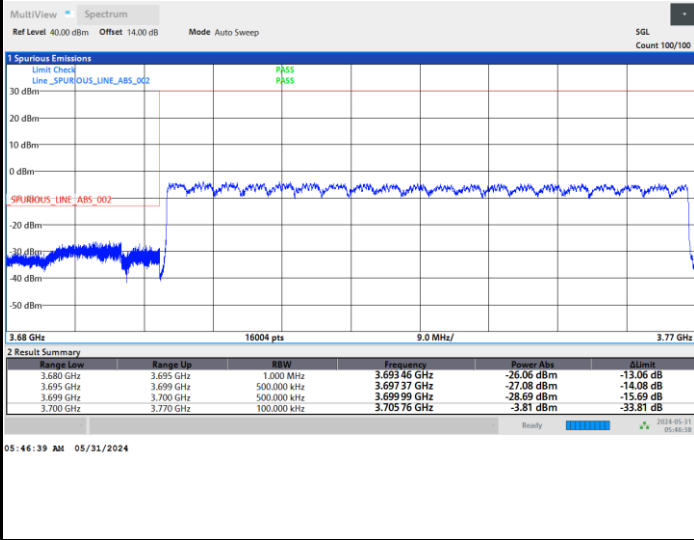 MultiView Spectrum
Ref Level 40.00 dBm Offset 14.00 dB Mode Auto Sweep SGL
Count 100/100
1 Spurious Emissions
Limit Check PASS
Line _SPURIOUS_LINE_ABS_002 PASS
30 dBm
20 dBm
10 dBm
0 dBm
_SPURIOUS_LINE_ABS_002
-20 dBm
-30 dBm
-40 dBm
-50 dBm
3.68 GHz 16004 pts 9.0 MHz/ 3.77 GHz
2 Result Summary
Range Low Range Up RBW Frequency Power Abs ΔLimit
3.680 GHz 3.695 GHz 1.000 MHz 3.693 46 GHz -26.06 dBm -13.06 dB
3.695 GHz 3.699 GHz 500.000 kHz 3.697 37 GHz -27.08 dBm -14.08 dB
3.699 GHz 3.700 GHz 500.000 kHz 3.699 99 GHz -28.69 dBm -15.69 dB
3.700 GHz 3.770 GHz 100.000 kHz 3.705 76 GHz -3.81 dBm -33.81 dB
Ready 2024-05-31
05:46:38
05:46:39 AM 05/31/2024